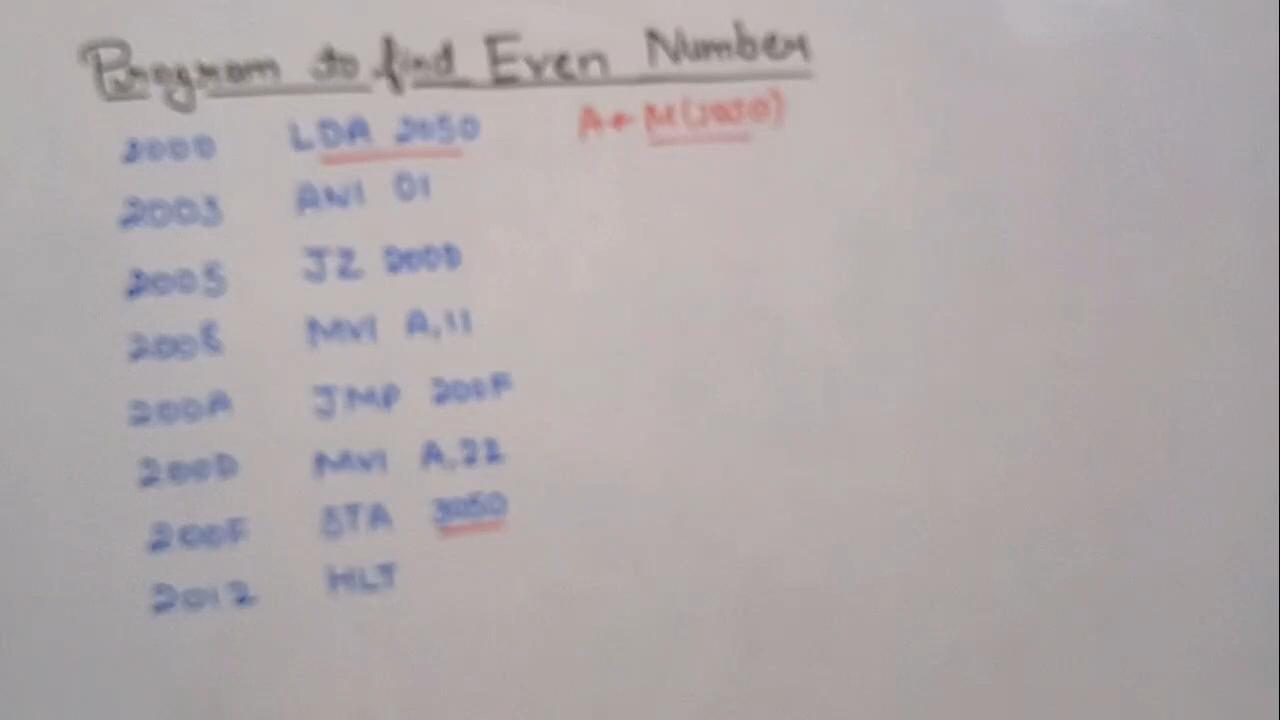 Program to find Even Number
2000 LDA 2050 A← M(2050)
2003 ANI 01
2005 JZ 200D
2008 MVI A,11
200A JMP 200F
200D MVI A,22
200F STA 3050
2012 HLT